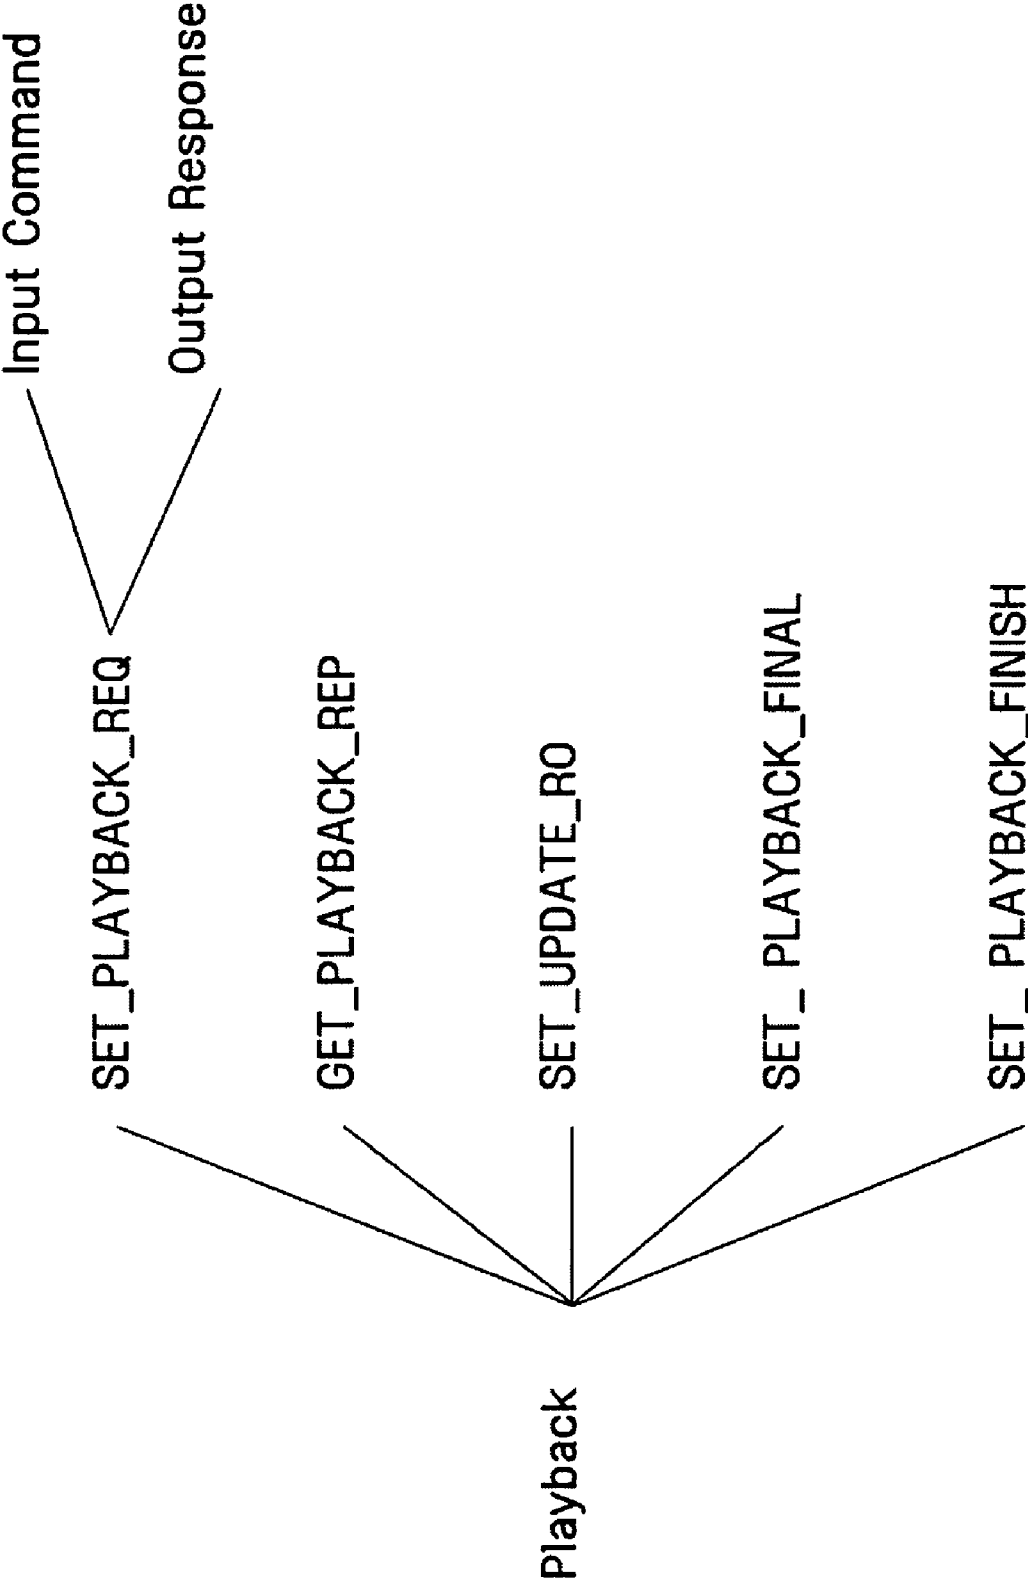 Playback
SET_PLAYBACK_REQ
Input Command
Output Response
GET_PLAYBACK_REP
SET_UPDATE_RO
SET_ PLAYBACK_FINAL
SET_ PLAYBACK_FINISH